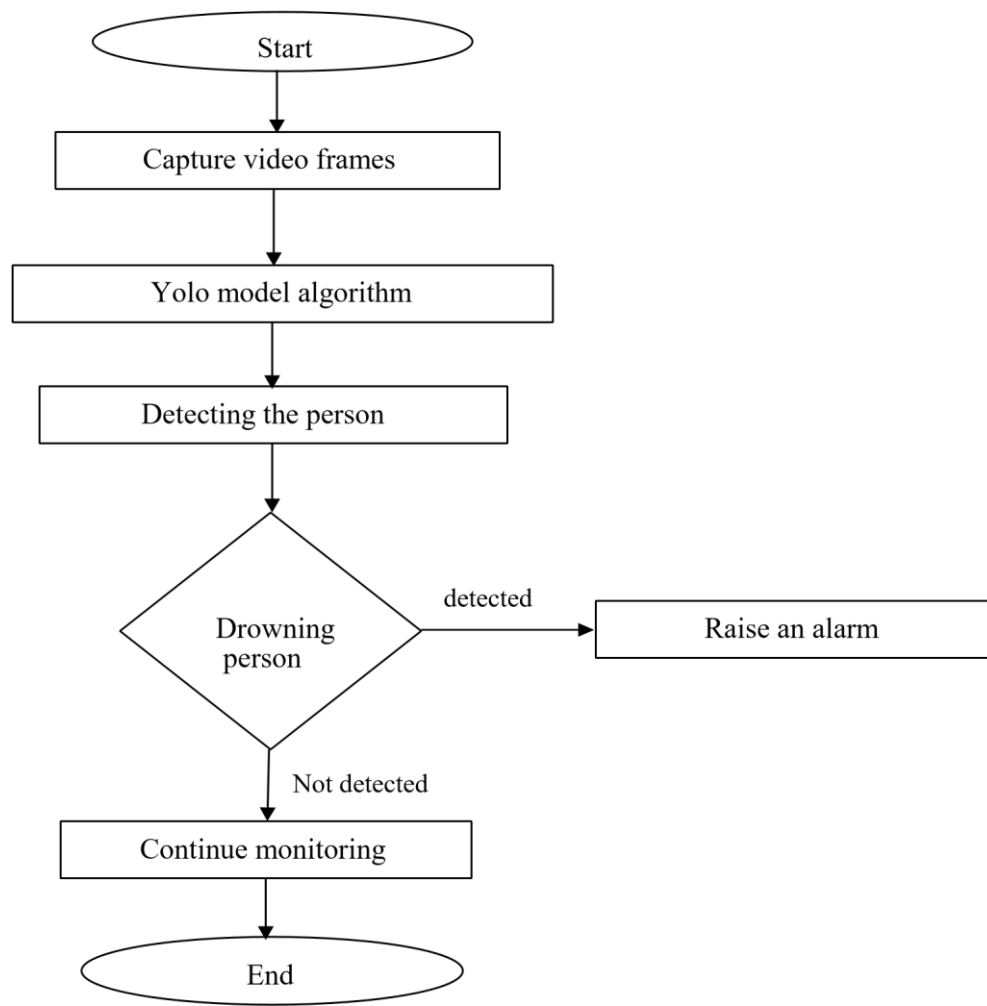 Start
Capture video frames
Yolo model algorithm
Detecting the person
Drowning
person
detected
Raise an alarm
Not detected
Continue monitoring
End